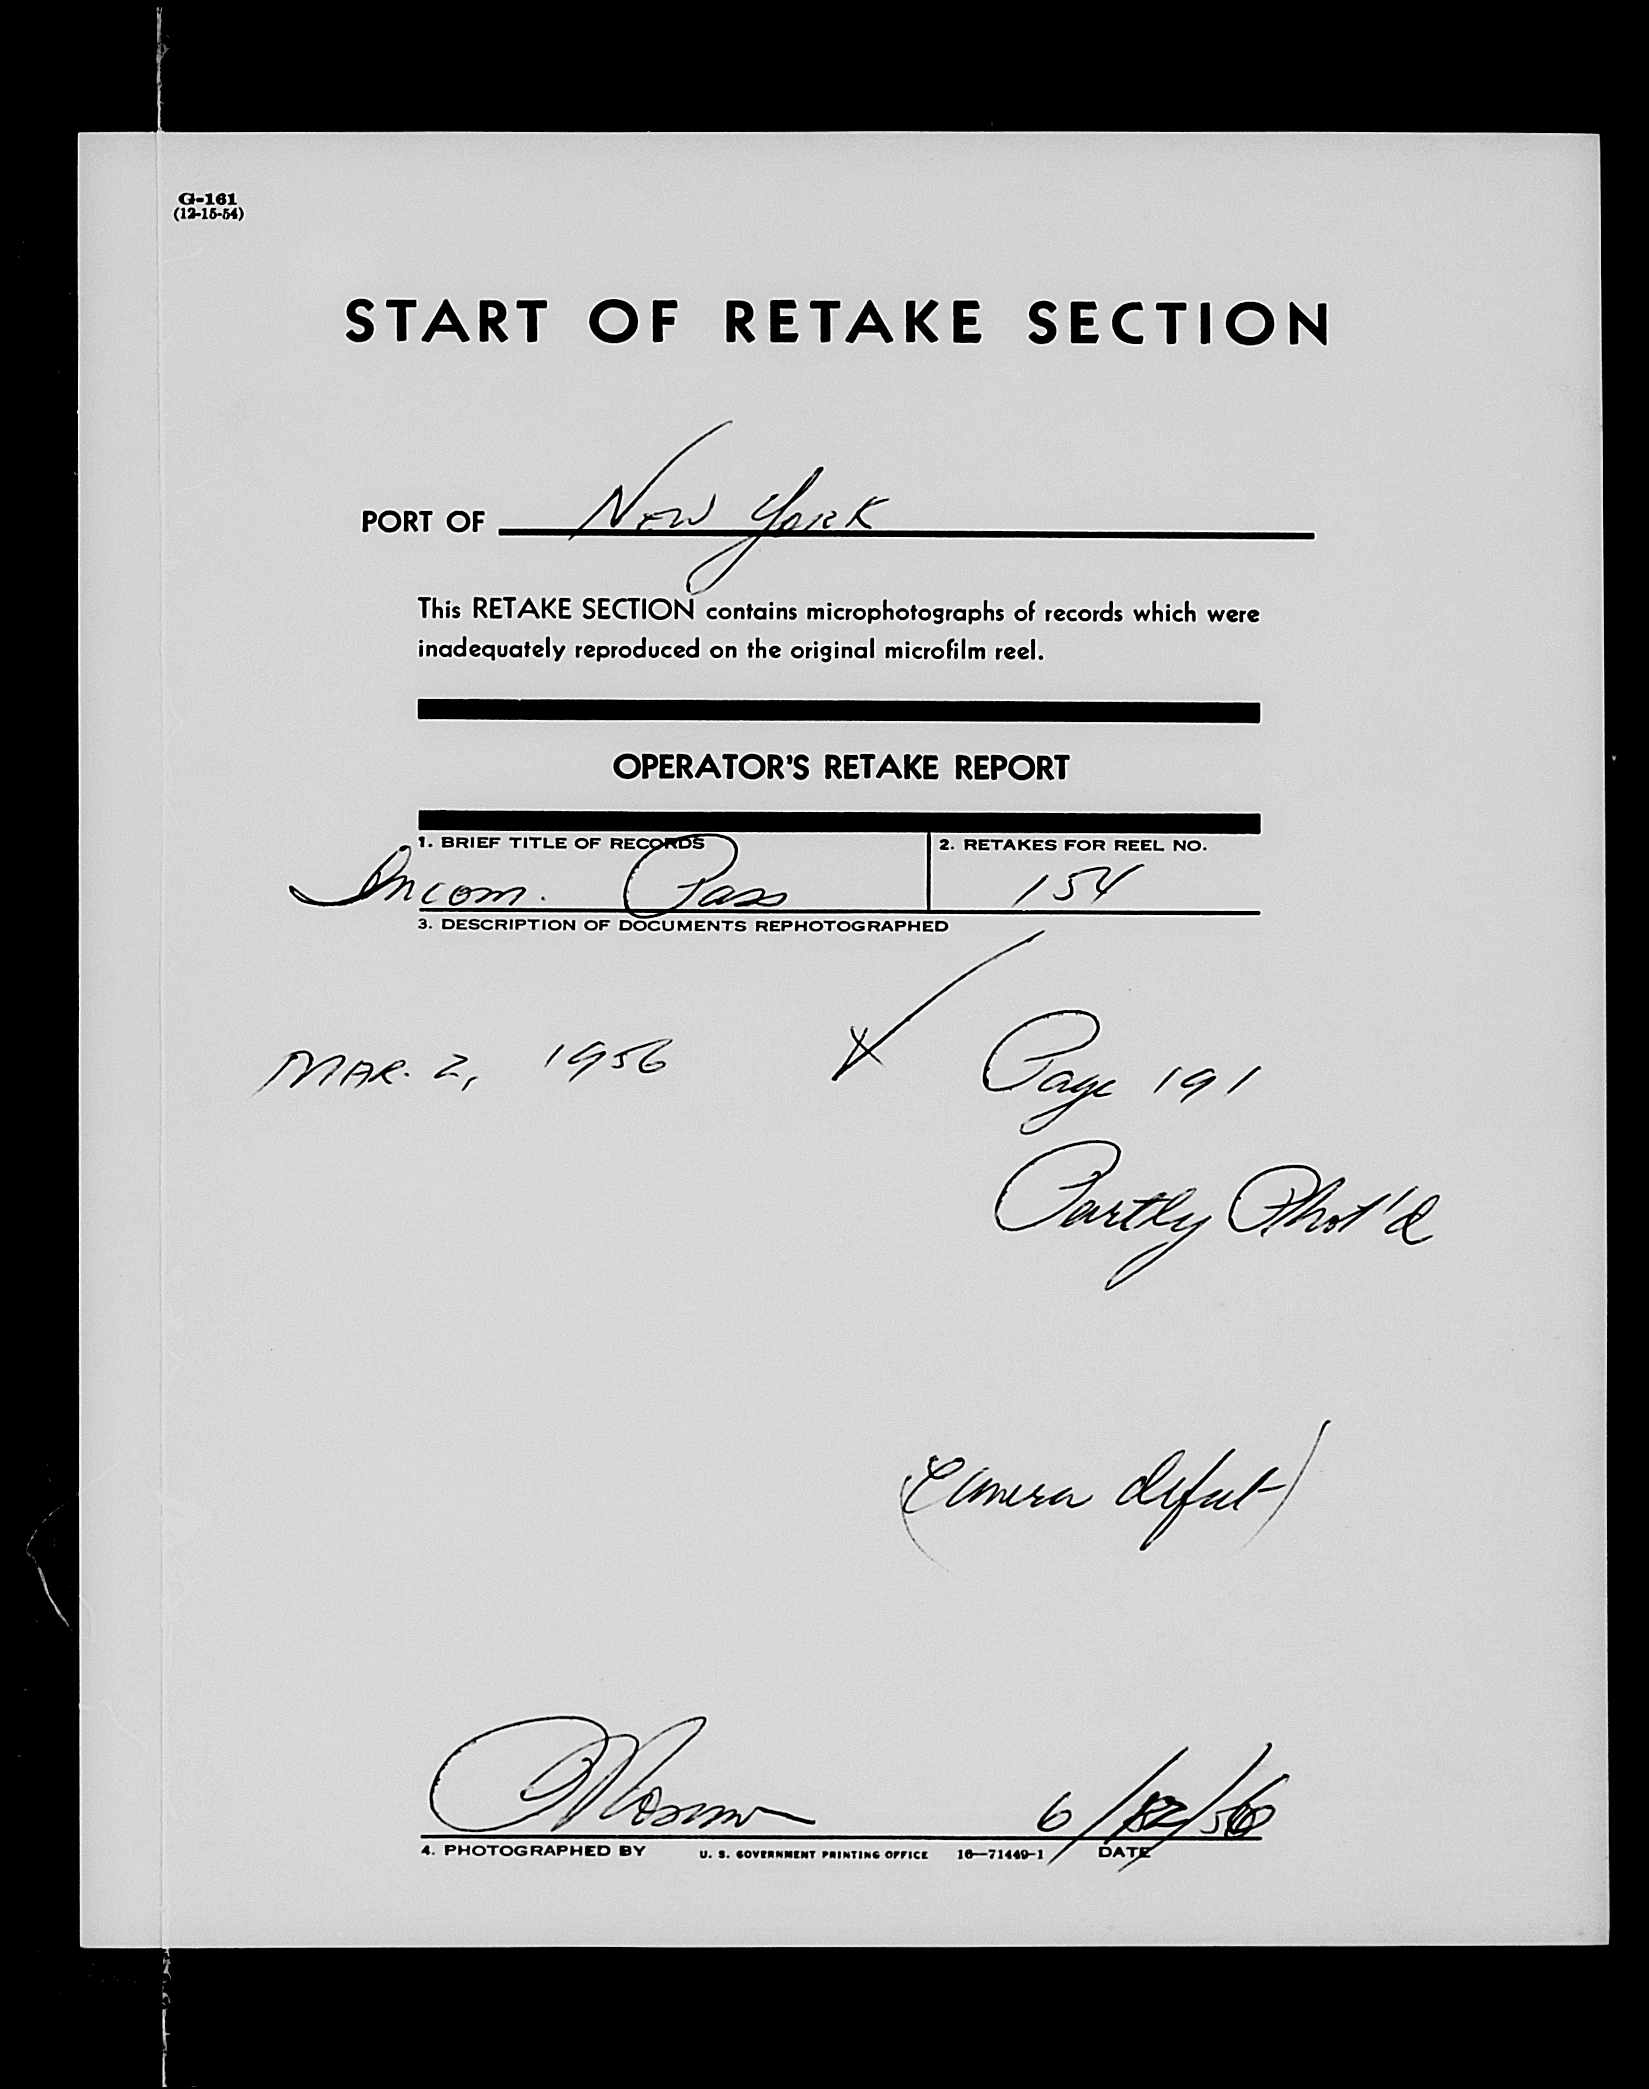 G-161
(12-15-54)
START OF RETAKE SECTION
PORT OF New York
This RETAKE SECTION contains microphotographs of records which were
inadequately reproduced on the original microfilm reel.
OPERATOR'S RETAKE REPORT
1. BRIEF TITLE OF RECORDS 2. RETAKES FOR REEL NO.
Incom. Pass 154
3. DESCRIPTION OF DOCUMENTS REPHOTOGRAPHED
MAR. 2, 1956 Page 191
Partly Phot'd
(Camera defect)
6/ /56
4. PHOTOGRAPHED BY U. S. GOVERNMENT PRINTING OFFICE 16—71449-1 DATE